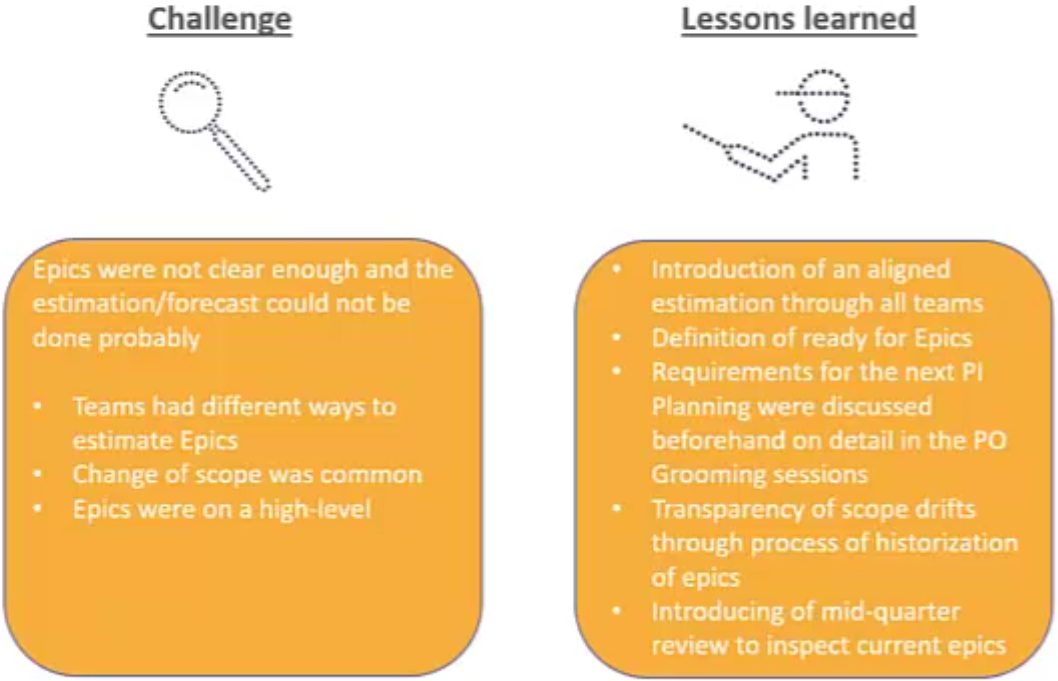 Challenge
Epics were not clear enough and the
estimation/forecast could not be
done probably
• Teams had different ways to
estimate Epics
• Change of scope was common
• Epics were on a high-level
Lessons learned
• Introduction of an aligned
estimation through all teams
• Definition of ready for Epics
• Requirements for the next PI
Planning were discussed
beforehand on detail in the PO
Grooming sessions
• Transparency of scope drifts
through process of historization
of epics
• Introducing of mid-quarter
review to inspect current epics